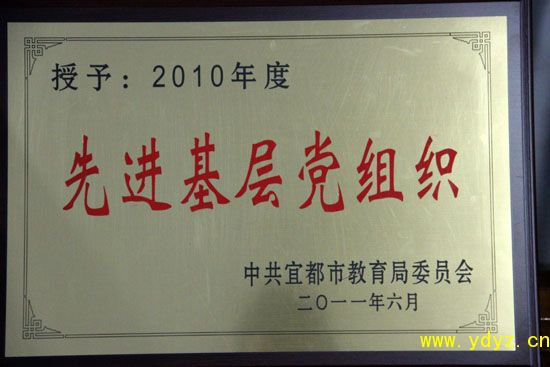 授予：2010年度
先进基层党组织
中共宜都市教育局委员会
二〇一一年六月
www.ydyz.cn